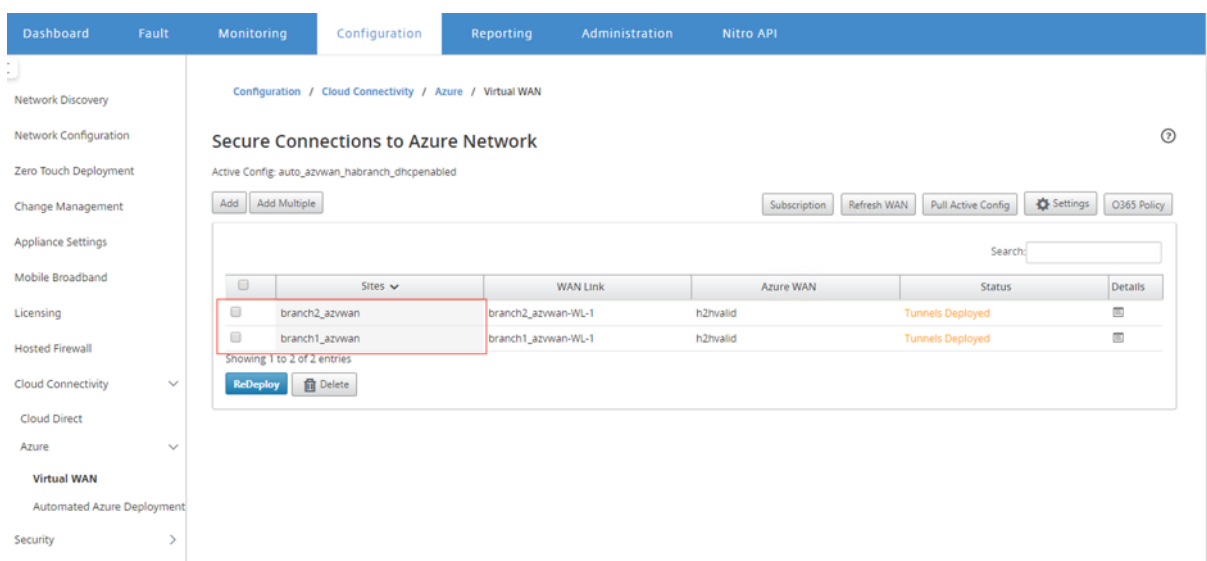 Dashboard Fault Monitoring Configuration Reporting Administration Nitro API
Network Discovery
Network Configuration
Zero Touch Deployment
Change Management
Appliance Settings
Mobile Broadband
Licensing
Hosted Firewall
Cloud Connectivity
Cloud Direct
Azure
Virtual WAN
Automated Azure Deployment
Security
Configuration / Cloud Connectivity / Azure / Virtual WAN
Secure Connections to Azure Network
Active Config: auto_azvwan_habranch_dhcpenabled
Add Add Multiple Subscription Refresh WAN Pull Active Config Settings O365 Policy
Search:
Sites WAN Link Azure WAN Status Details
branch2_azvwan branch2_azvwan-WL-1 h2hvalid Tunnels Deployed
branch1_azvwan branch1_azvwan-WL-1 h2hvalid Tunnels Deployed
Showing 1 to 2 of 2 entries
ReDeploy Delete